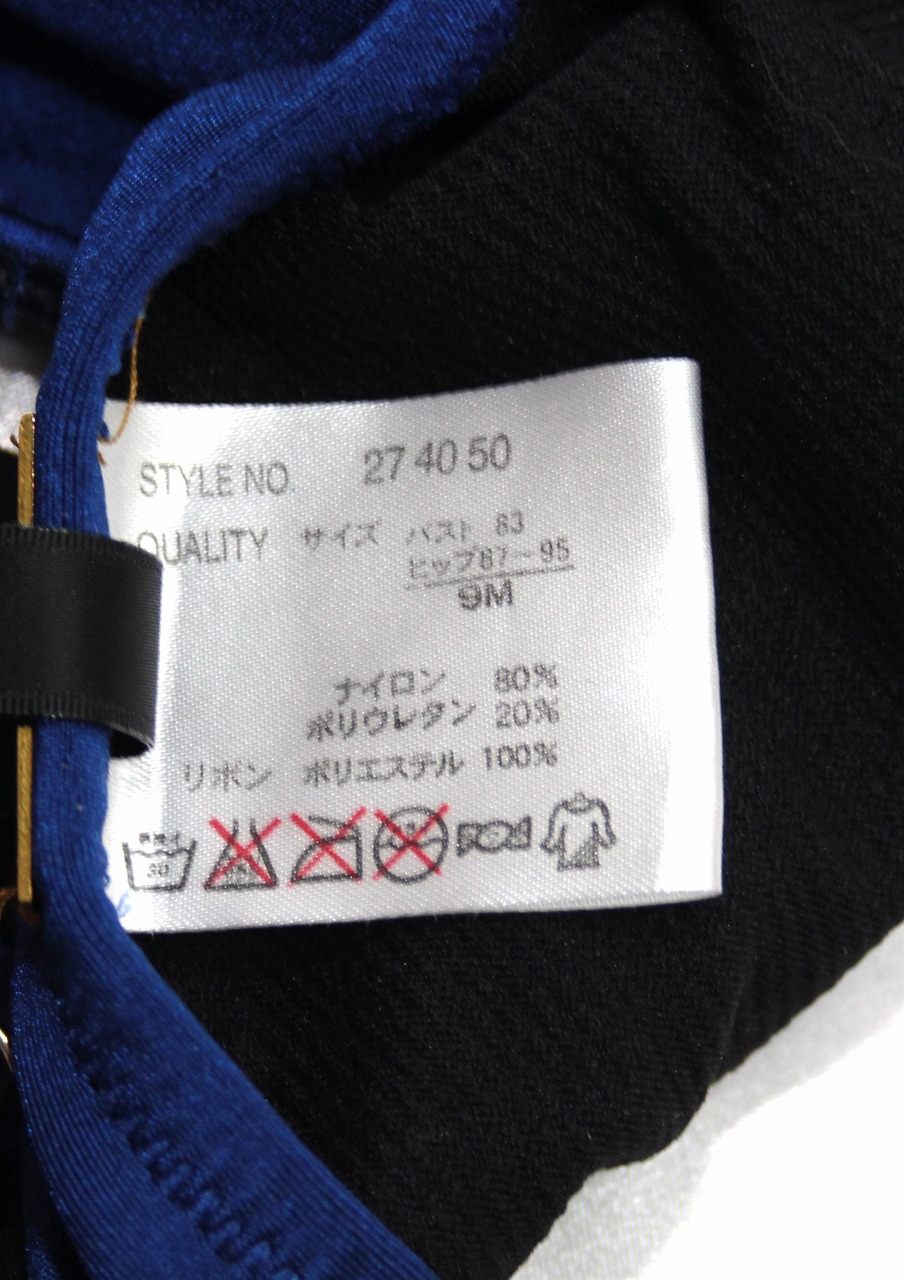 STYLE NO. 27 40 50
QUALITY サイズ バスト 83
ヒップ87～95
9M
ナイロン 80%
ポリウレタン 20%
リボン ポリエステル 100%
30